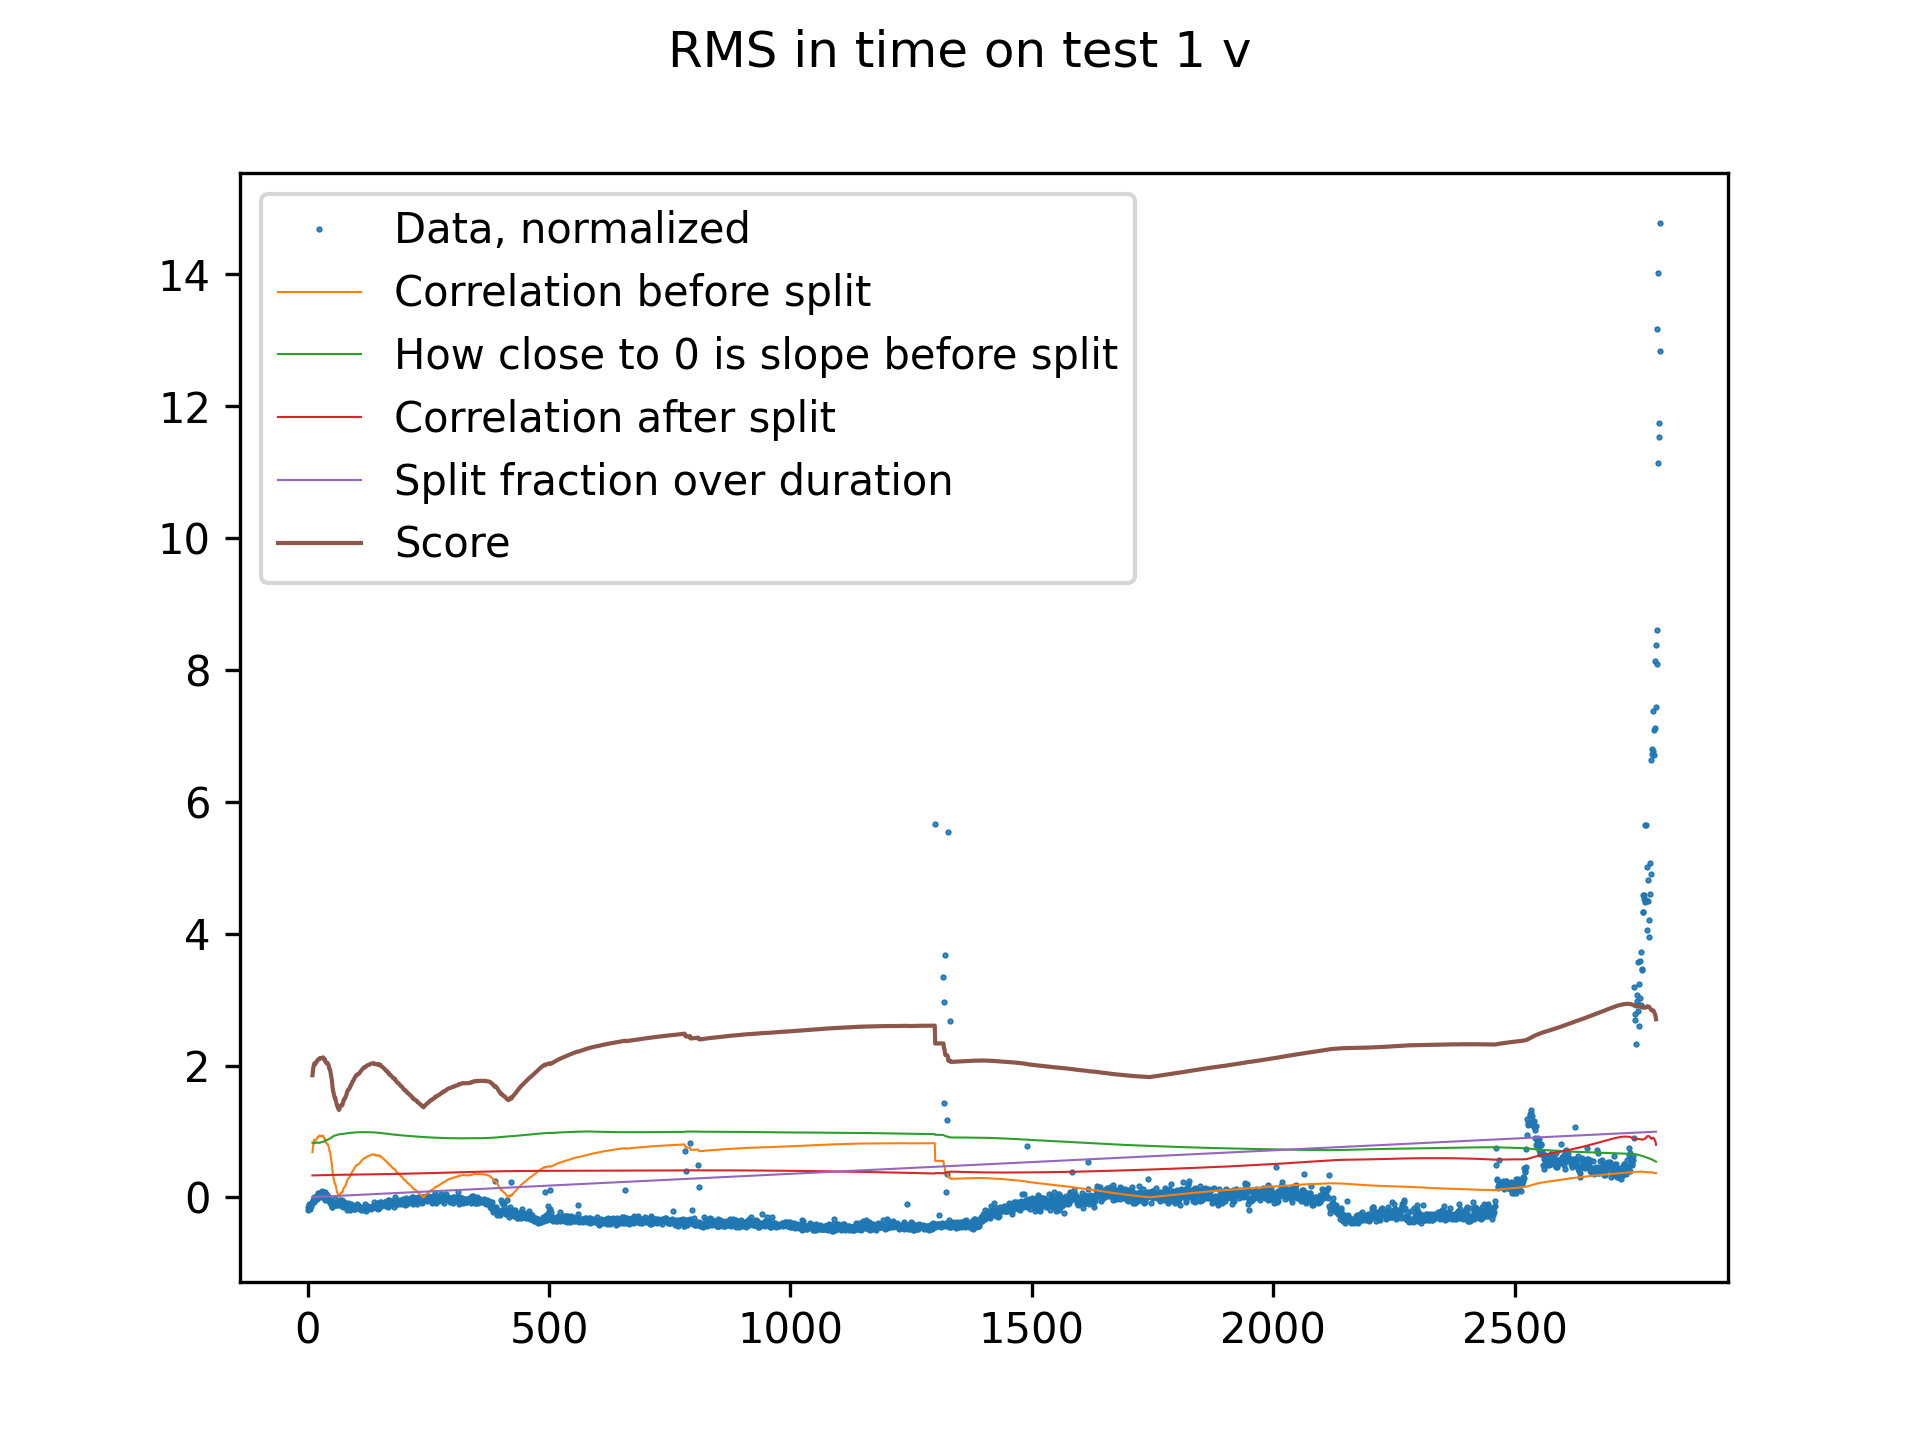 RMS in time on test 1 v
Data, normalized
Correlation before split
How close to 0 is slope before split
Correlation after split
Split fraction over duration
Score
14
12
10
8
6
4
2
0
0 500 1000 1500 2000 2500